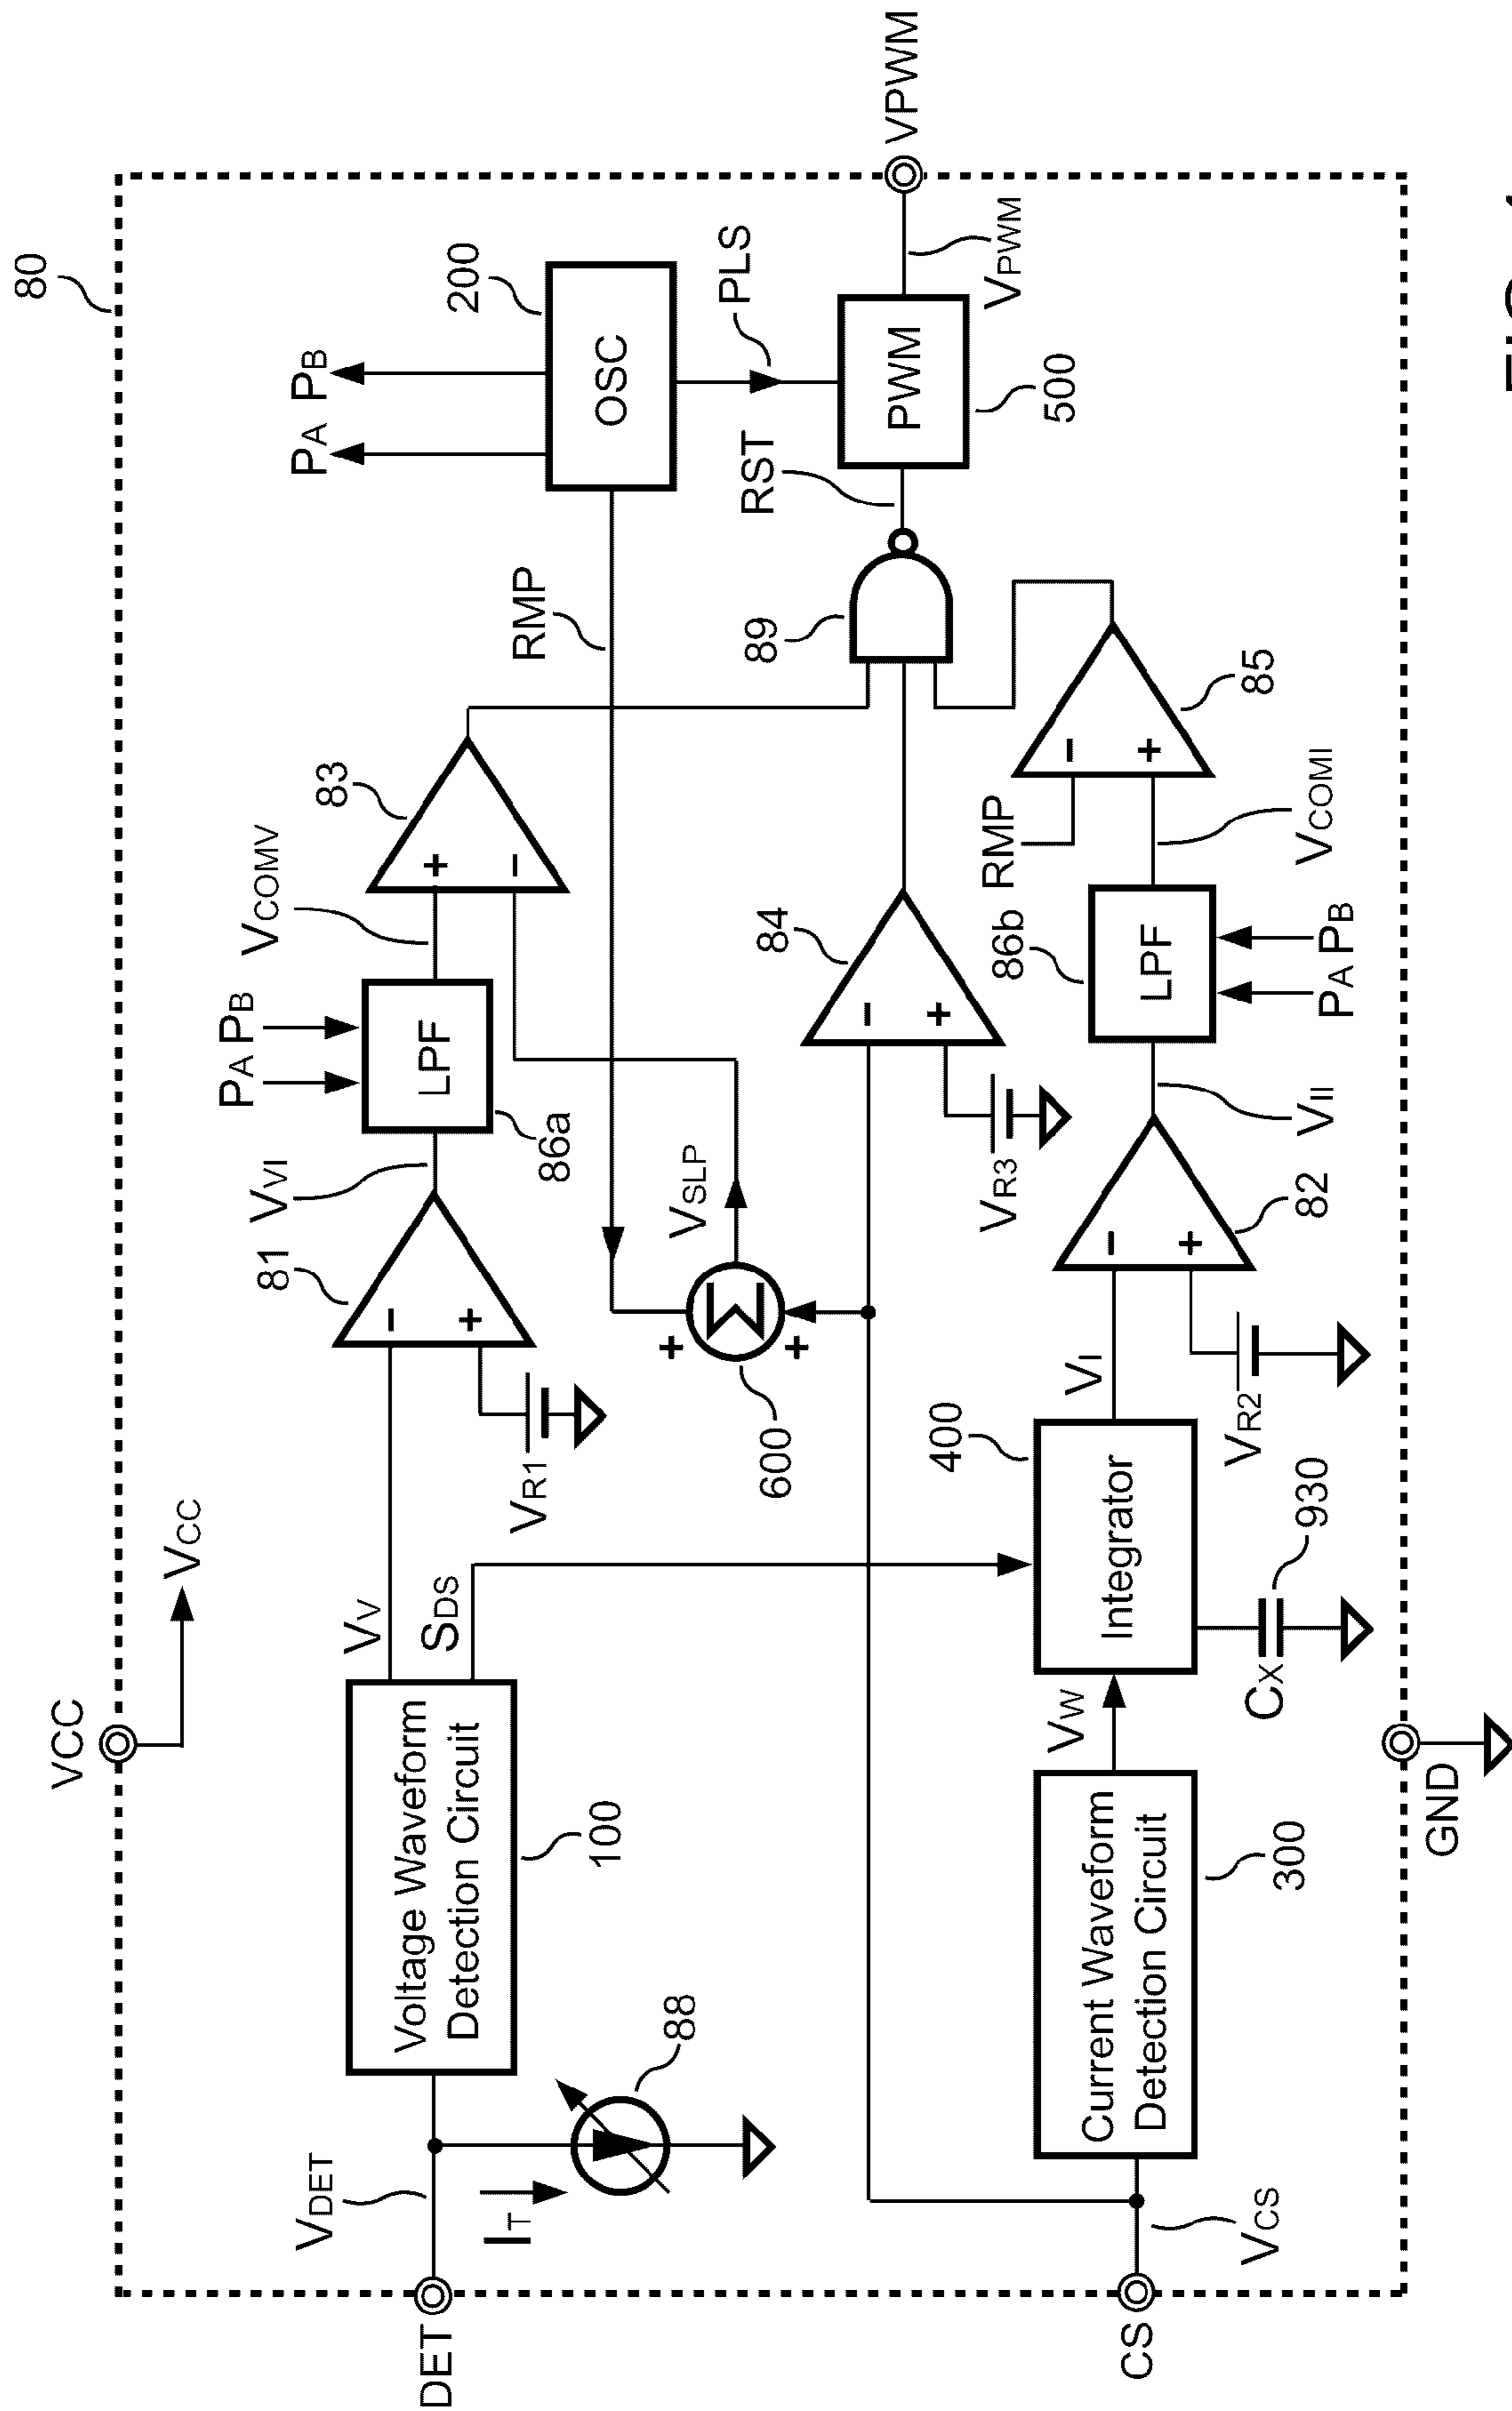 80
VCC
VCC
DET
VDET
IT
88
Voltage Waveform
Detection Circuit
100
VV
SDS
VR1
81
VVI
PA PB
LPF
86a
VCOMV
83
RMP
PA PB
OSC
200
PLS
600
+
+
Σ
VSLP
84
VR3
89
RST
PWM
500
VPWM
VPWM
CS
VCS
Current Waveform
Detection Circuit
300
VW
Integrator
400
CX
930
VI
VR2
82
VII
LPF
86b
PA PB
VCOMI
RMP
85
GND
- +
+ -
- +
- +
- +